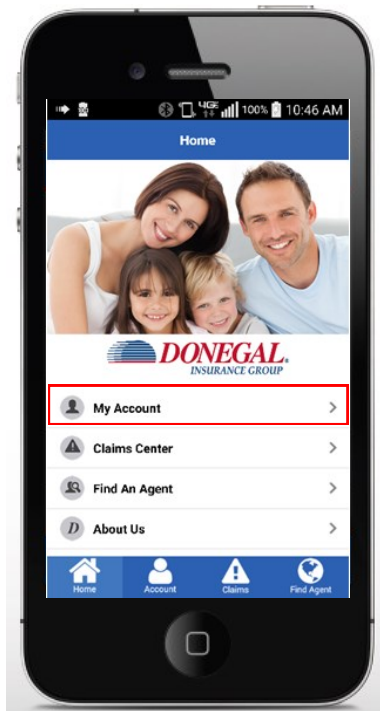 4GE 100% 10:46 AM
Home
DONEGAL®
INSURANCE GROUP
My Account
Claims Center
Find An Agent
D About Us
Home Account Claims Find Agent